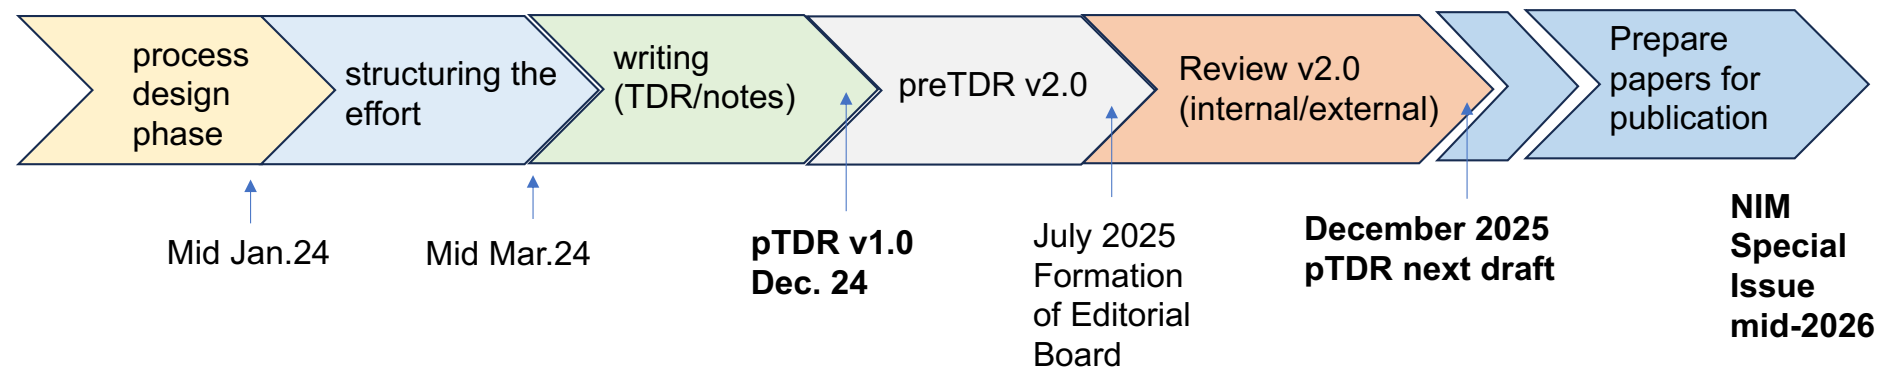 process
design
phase
structuring the
effort
writing
(TDR/notes)
preTDR v2.0
Review v2.0
(internal/external)
Prepare
papers for
publication
Mid Jan.24
Mid Mar.24
pTDR v1.0
Dec. 24
July 2025
Formation
of Editorial
Board
December 2025
pTDR next draft
NIM
Special
Issue
mid-2026